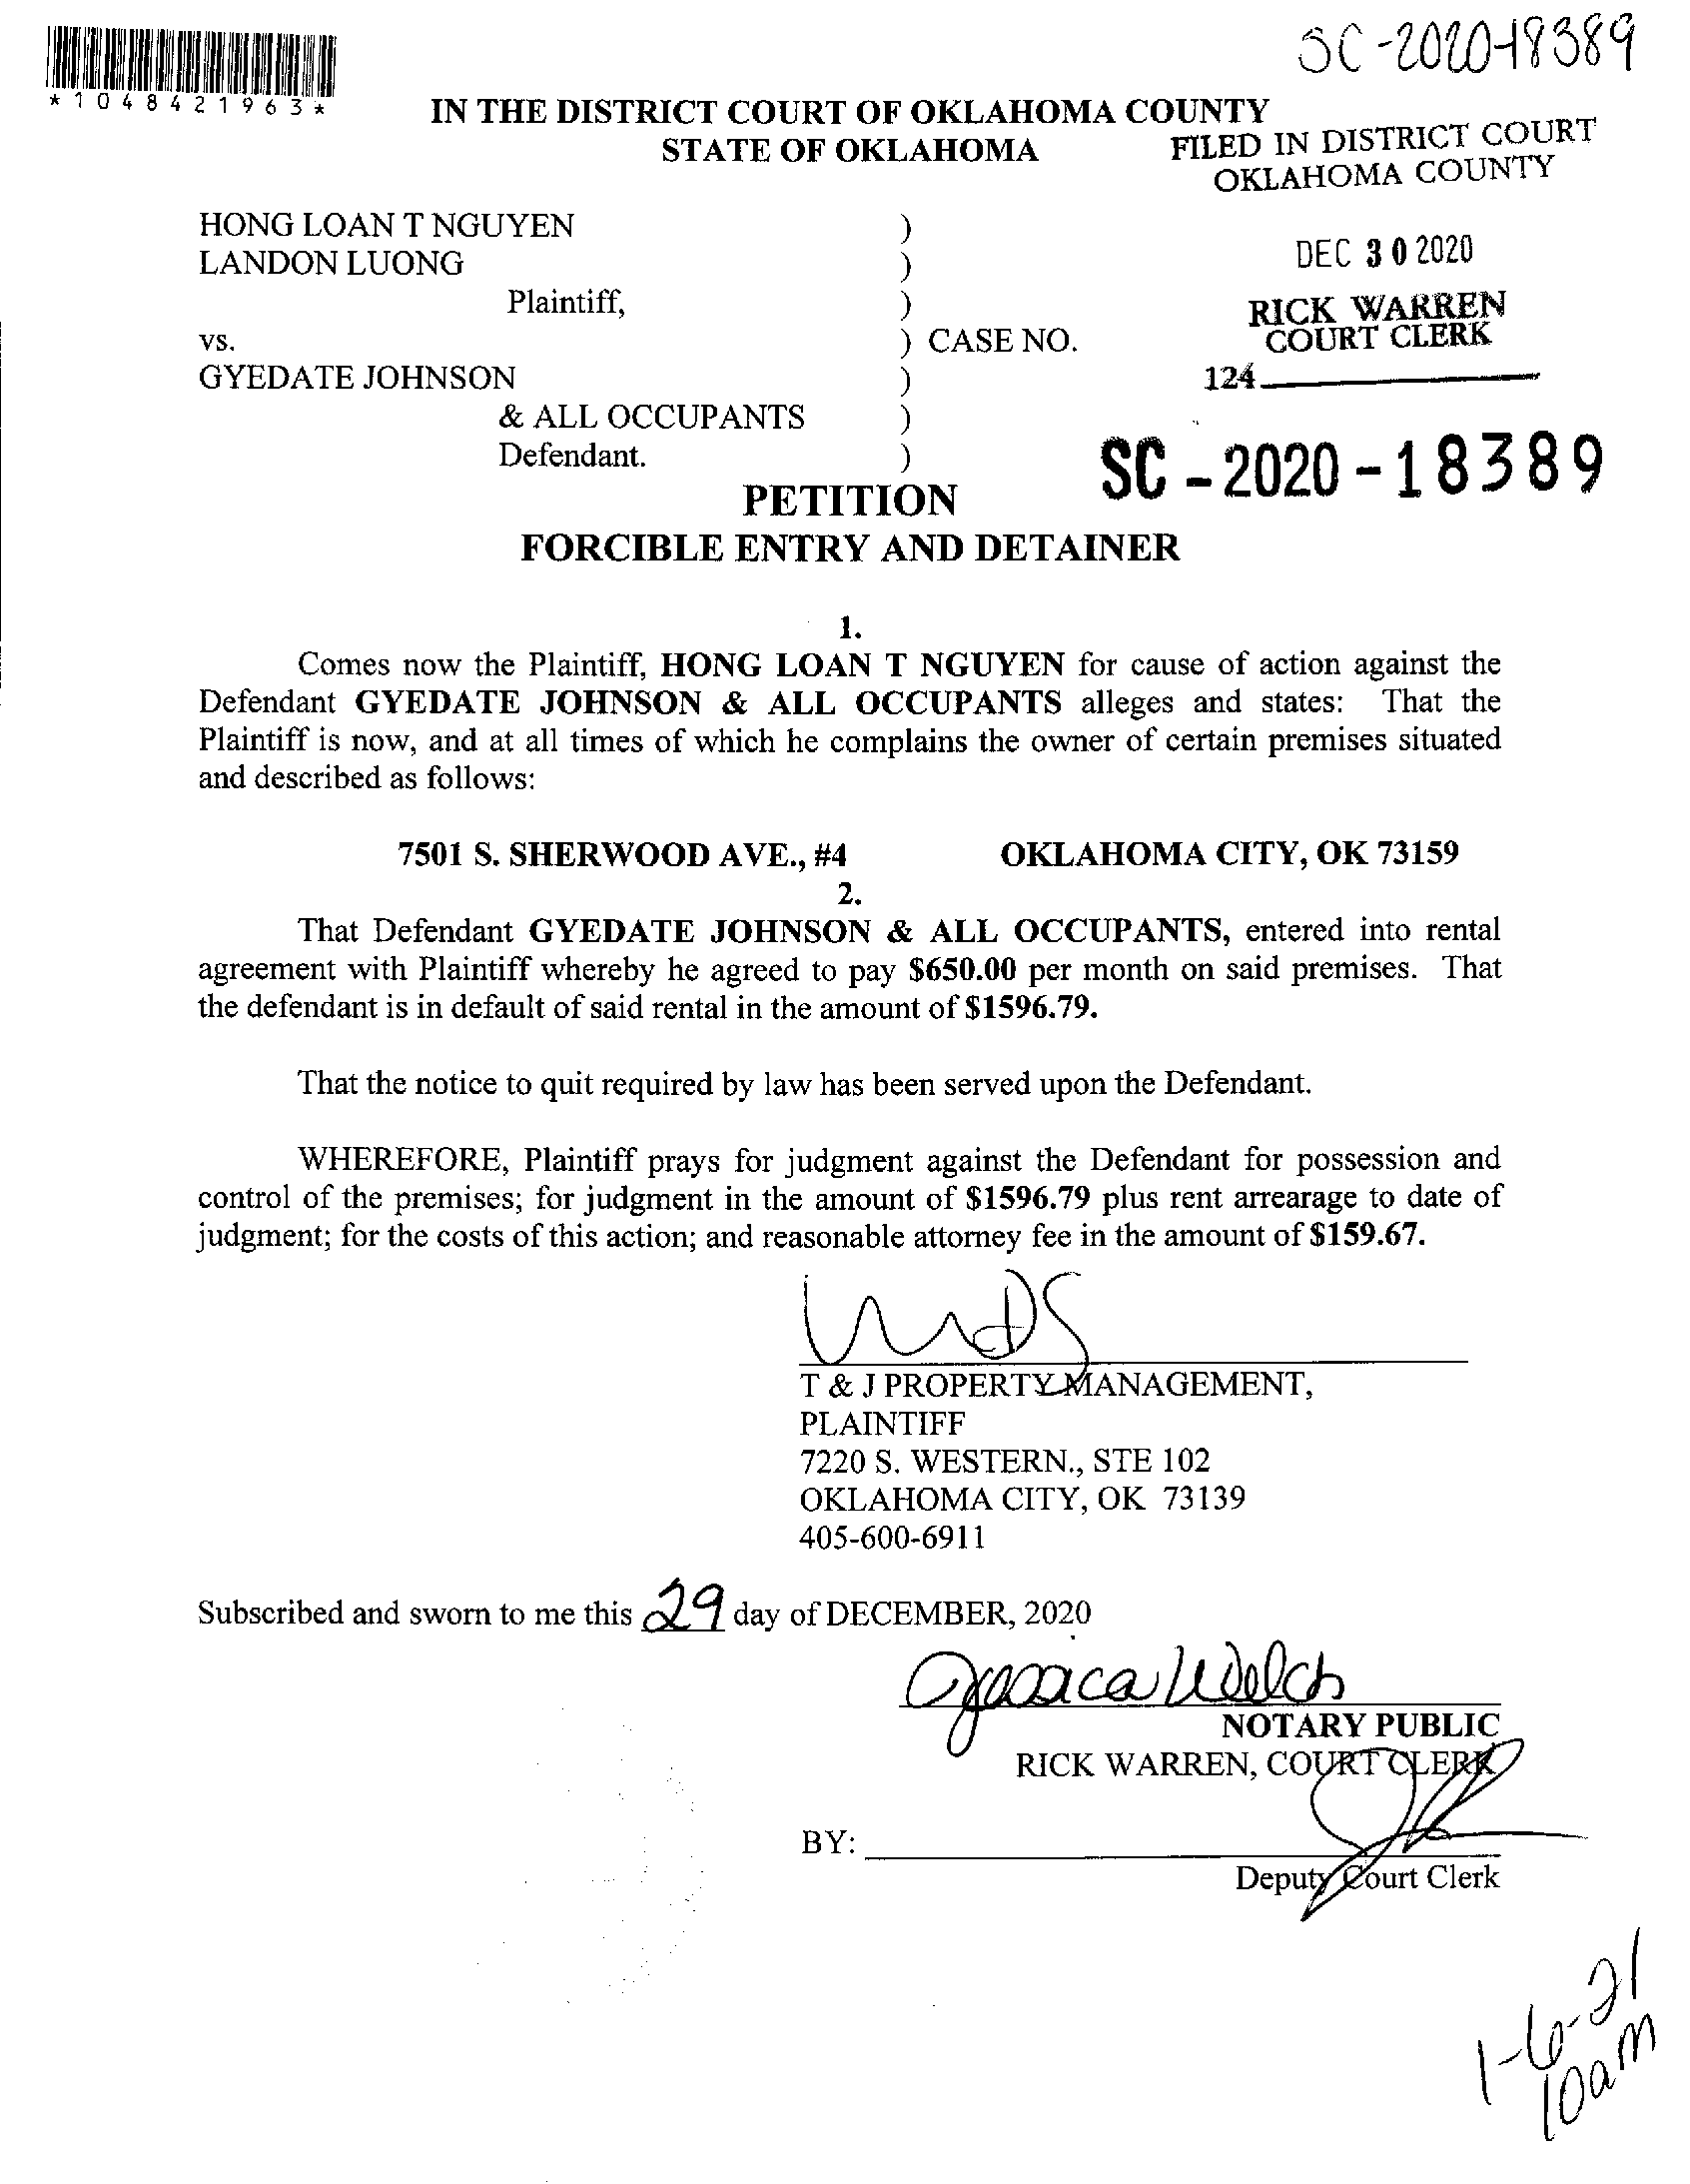 SC-2020-18389
*1048421963*
IN THE DISTRICT COURT OF OKLAHOMA COUNTY
STATE OF OKLAHOMA
FILED IN DISTRICT COURT
OKLAHOMA COUNTY
HONG LOAN T NGUYEN )
LANDON LUONG )
DEC 30 2020
Plaintiff, )
RICK WARREN
vs. ) CASE NO.
COURT CLERK
GYEDATE JOHNSON )
124
& ALL OCCUPANTS )
Defendant. )
SC-2020-18389
PETITION
FORCIBLE ENTRY AND DETAINER
1.
Comes now the Plaintiff, HONG LOAN T NGUYEN for cause of action against the
Defendant GYEDATE JOHNSON & ALL OCCUPANTS alleges and states: That the
Plaintiff is now, and at all times of which he complains the owner of certain premises situated
and described as follows:
7501 S. SHERWOOD AVE., #4 OKLAHOMA CITY, OK 73159
2.
That Defendant GYEDATE JOHNSON & ALL OCCUPANTS, entered into rental
agreement with Plaintiff whereby he agreed to pay $650.00 per month on said premises. That
the defendant is in default of said rental in the amount of $1596.79.
That the notice to quit required by law has been served upon the Defendant.
WHEREFORE, Plaintiff prays for judgment against the Defendant for possession and
control of the premises; for judgment in the amount of $1596.79 plus rent arrearage to date of
judgment; for the costs of this action; and reasonable attorney fee in the amount of $159.67.
T & J PROPERTY MANAGEMENT,
PLAINTIFF
7220 S. WESTERN., STE 102
OKLAHOMA CITY, OK 73139
405-600-6911
Subscribed and sworn to me this 29 day of DECEMBER, 2020
Jessica Welch
NOTARY PUBLIC
RICK WARREN, COURT CLERK
BY:
Deputy Court Clerk
1-6-21
10am